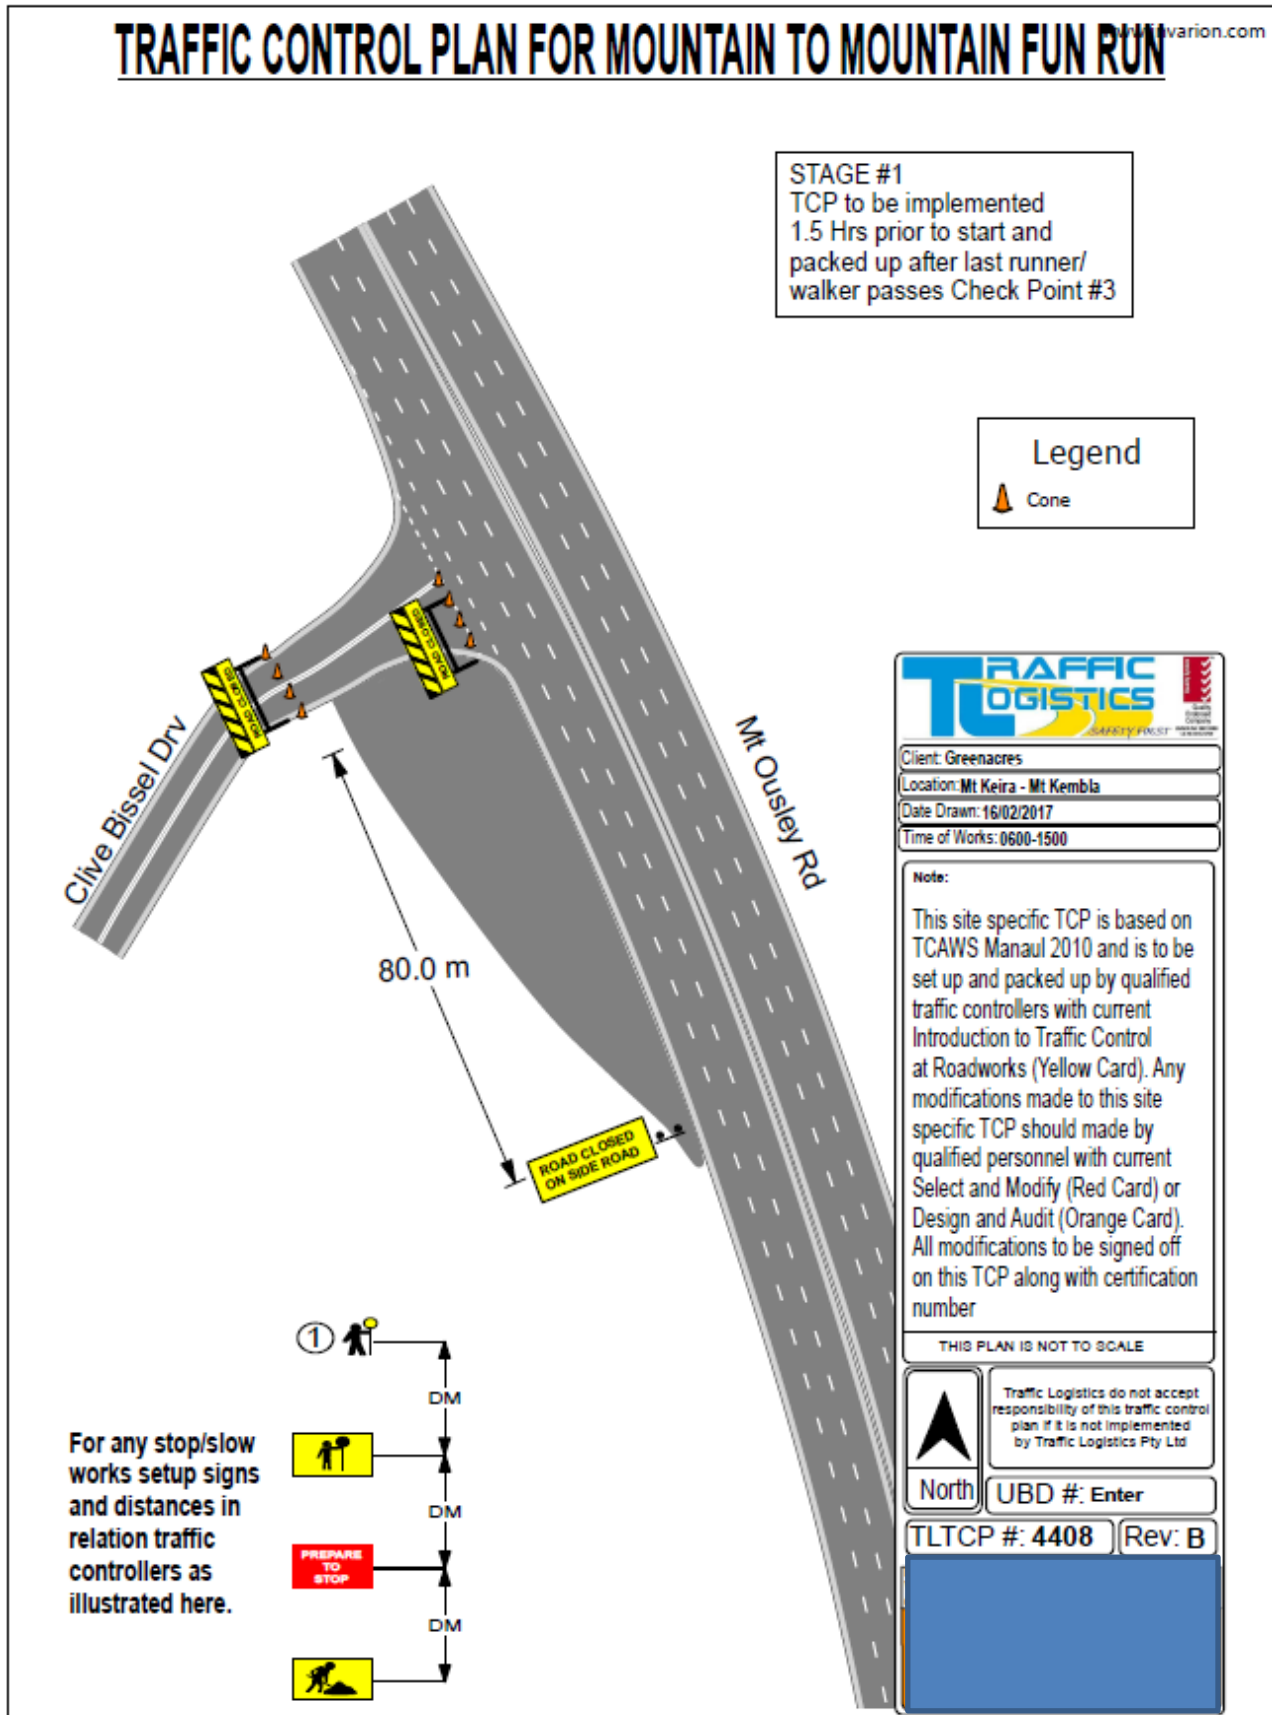 www.invarion.com
TRAFFIC CONTROL PLAN FOR MOUNTAIN TO MOUNTAIN FUN RUN
STAGE #1
TCP to be implemented
1.5 Hrs prior to start and
packed up after last runner/
walker passes Check Point #3
Legend
Cone
ROAD CLOSED
ROAD CLOSED
Clive Bissel Drv
Mt Ousley Rd
80.0 m
ROAD CLOSED
ON SIDE ROAD
TRAFFIC
LOGISTICS
SAFETY FIRST
Client: Greenacres
Location: Mt Keira - Mt Kembla
Date Drawn: 16/02/2017
Time of Works: 0600-1500
Note:
This site specific TCP is based on
TCAWS Manaul 2010 and is to be
set up and packed up by qualified
traffic controllers with current
Introduction to Traffic Control
at Roadworks (Yellow Card). Any
modifications made to this site
specific TCP should made by
qualified personnel with current
Select and Modify (Red Card) or
Design and Audit (Orange Card).
All modifications to be signed off
on this TCP along with certification
number
THIS PLAN IS NOT TO SCALE
Traffic Logistics do not accept
responsibility of this traffic control
plan if it is not implemented
by Traffic Logistics Pty Ltd
North
UBD #: Enter
TLTCP #: 4408
Rev: B
1
DM
DM
DM
For any stop/slow
works setup signs
and distances in
relation traffic
controllers as
illustrated here.
PREPARE
TO
STOP